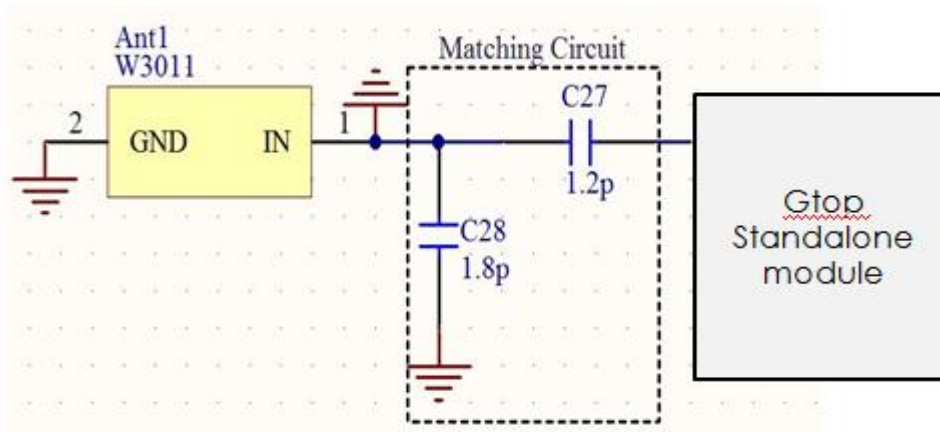 Ant1
W3011
Matching Circuit
2
GND
IN
1
C27
1.2p
C28
1.8p
Gtop
Standalone
module